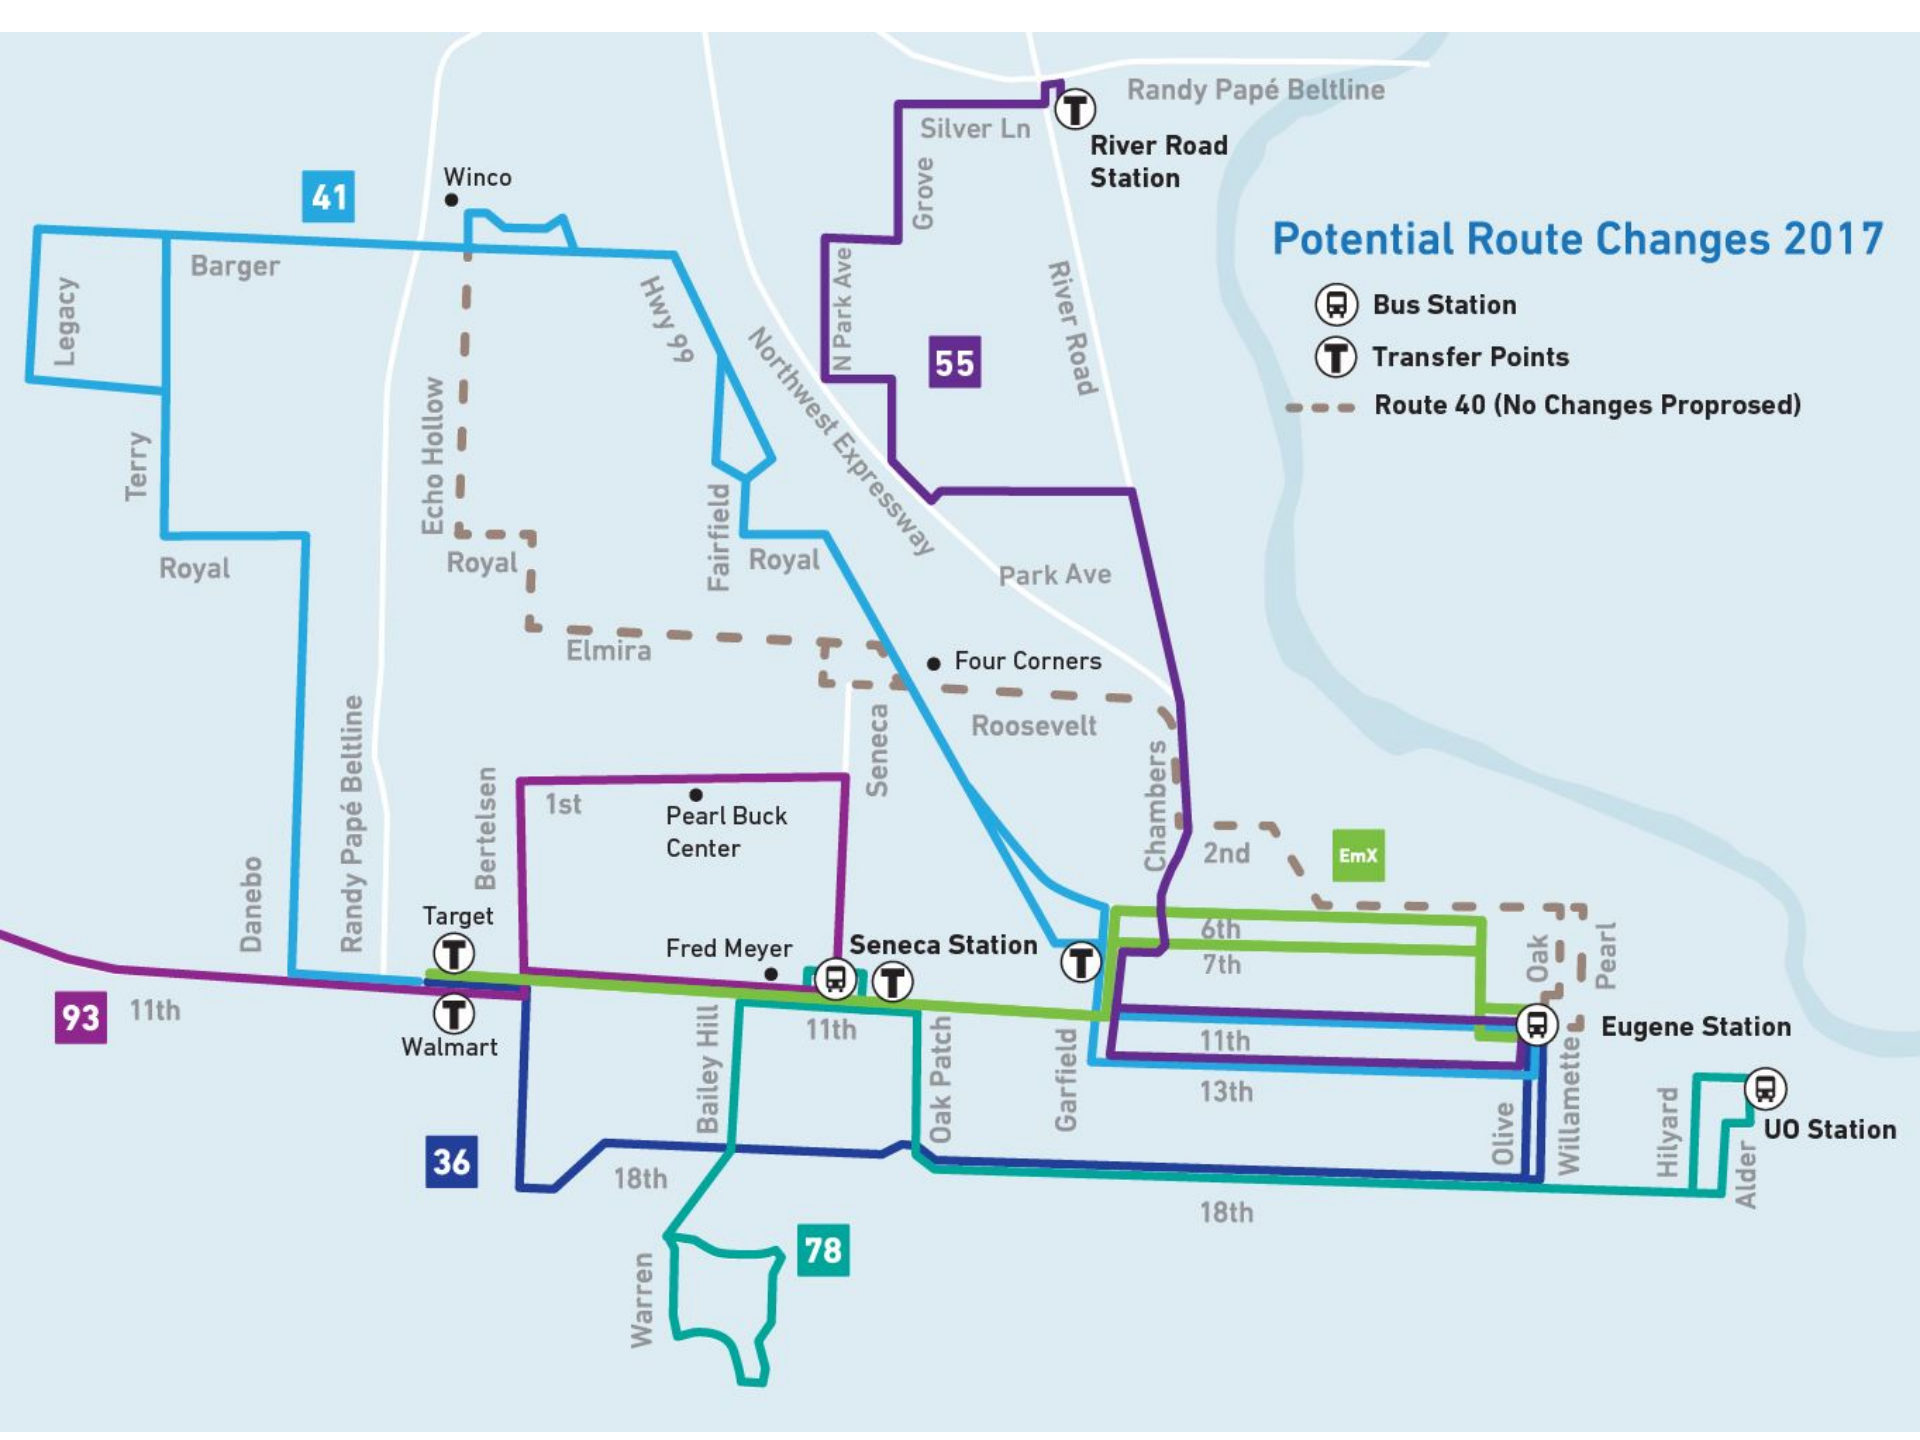 Randy Papé Beltline
Silver Ln
River Road
Station
Winco
41
Grove
Potential Route Changes 2017
Barger
Legacy
Hwy 99
N Park Ave
River Road
Bus Station
Northwest Expressway
55
Transfer Points
Route 40 (No Changes Proprosed)
Echo Hollow
Terry
Fairfield
Royal
Royal
Royal
Park Ave
Elmira
Four Corners
Randy Papé Beltline
Seneca
Roosevelt
Chambers
Bertelsen
1st
Pearl Buck
Center
2nd
EmX
Danebo
Target
Fred Meyer
Seneca Station
6th
7th
Oak
Pearl
93
11th
Walmart
Bailey Hill
11th
Oak Patch
Garfield
11th
Eugene Station
13th
Olive
Willamette
Hilyard
Alder
UO Station
36
18th
18th
78
Warren